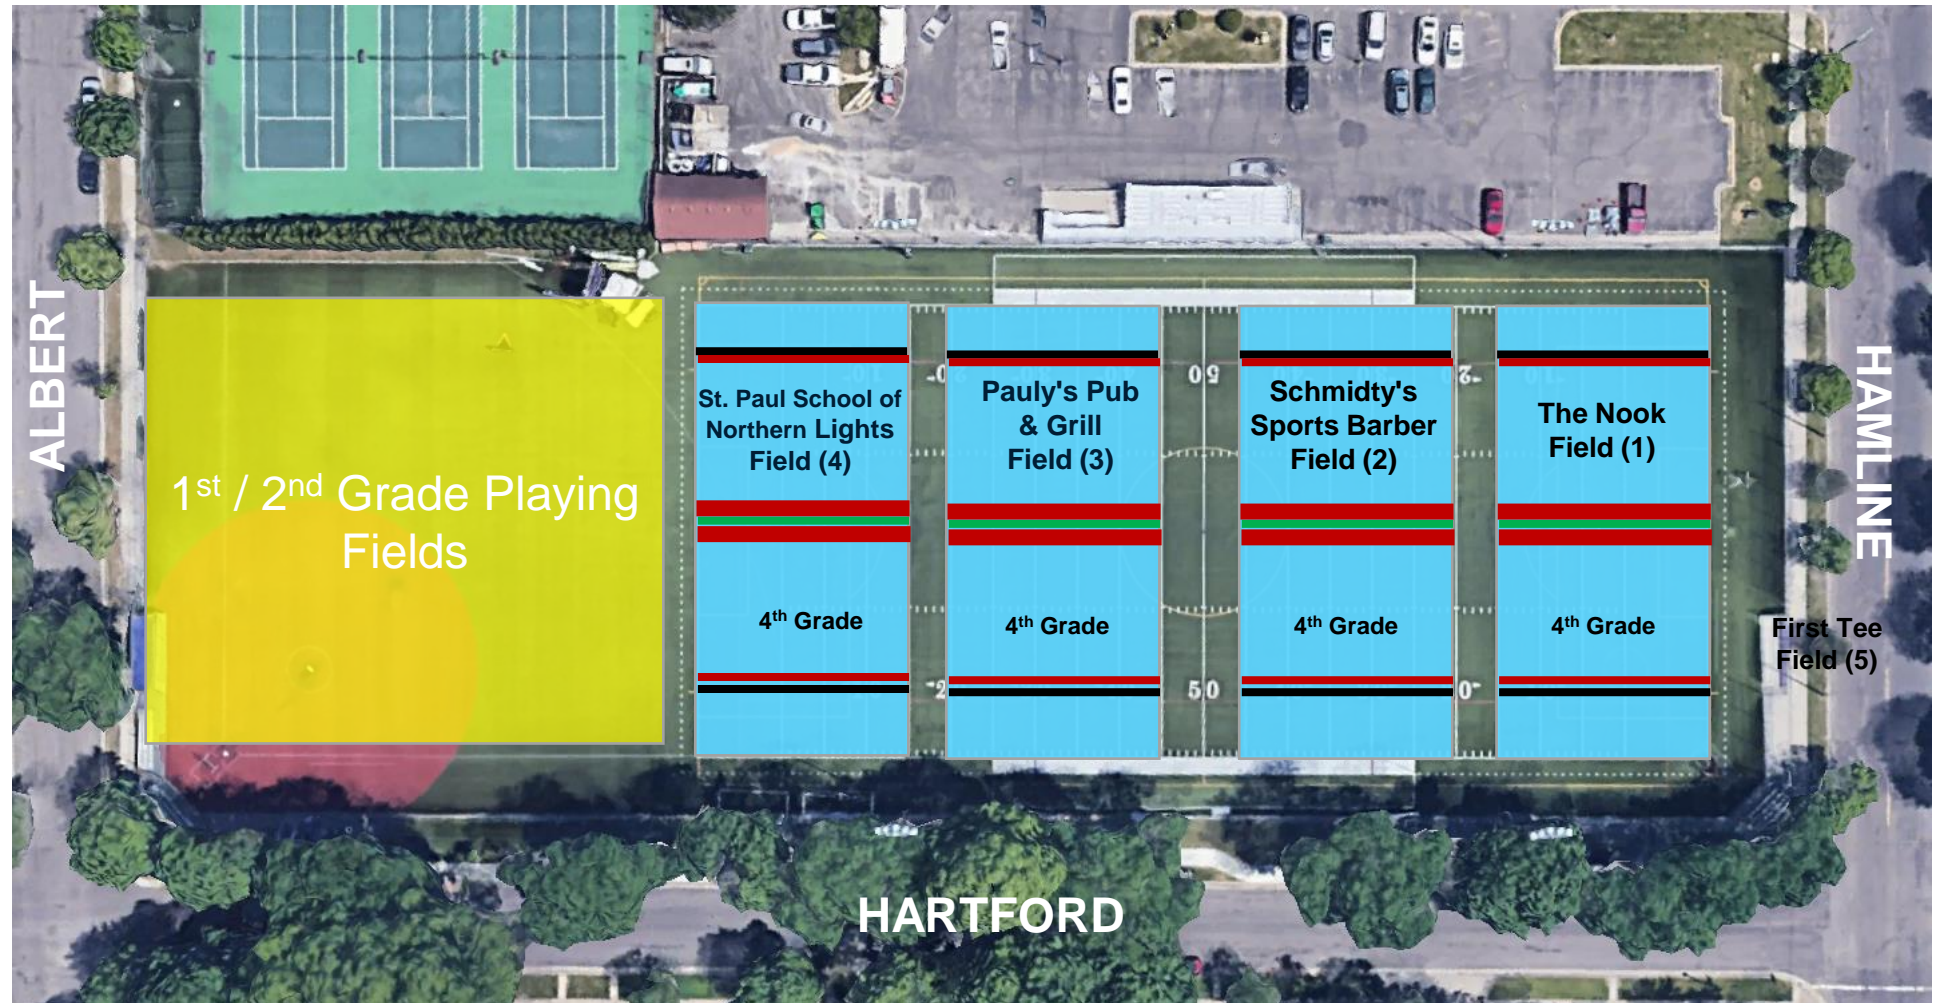 ALBERT
1st / 2nd Grade Playing
Fields
St. Paul School of
Northern Lights
Field (4)
4th Grade
Pauly's Pub
& Grill
Field (3)
4th Grade
Schmidty's
Sports Barber
Field (2)
4th Grade
The Nook
Field (1)
4th Grade
First Tee
Field (5)
HAMLINE
50
50
HARTFORD